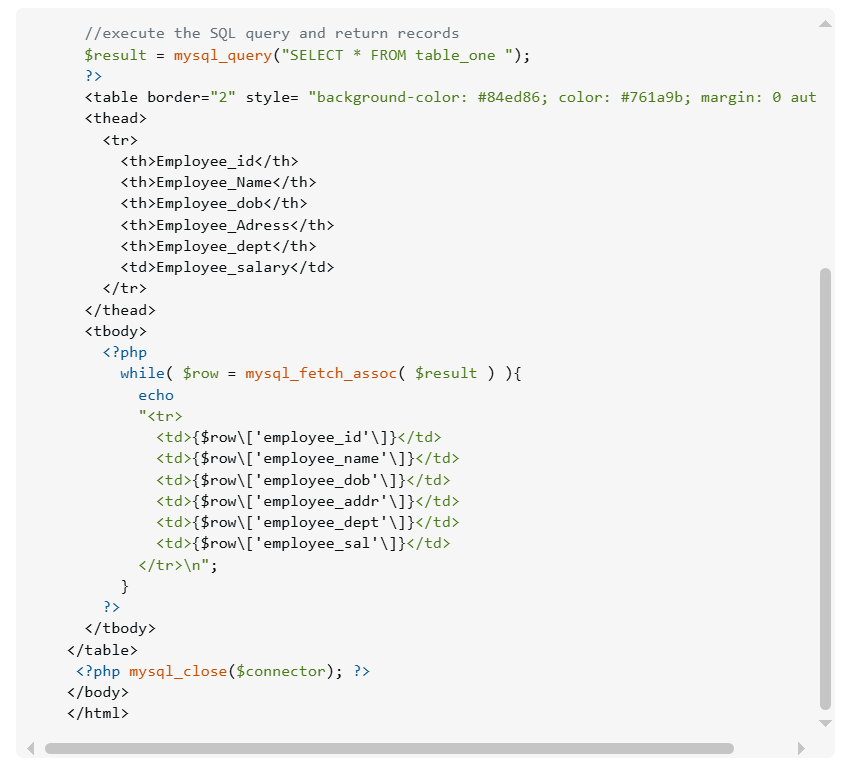 //execute the SQL query and return records
$result = mysql_query("SELECT * FROM table_one ");
?>
<table border="2" style= "background-color: #84ed86; color: #761a9b; margin: 0 aut
<thead>
<tr>
<th>Employee_id</th>
<th>Employee_Name</th>
<th>Employee_dob</th>
<th>Employee_Adress</th>
<th>Employee_dept</th>
<td>Employee_salary</td>
</tr>
</thead>
<tbody>
<?php
while( $row = mysql_fetch_assoc( $result ) ){
echo
"<tr>
<td>{$row\['employee_id'\]}</td>
<td>{$row\['employee_name'\]}</td>
<td>{$row\['employee_dob'\]}</td>
<td>{$row\['employee_addr'\]}</td>
<td>{$row\['employee_dept'\]}</td>
<td>{$row\['employee_sal'\]}</td>
</tr>\n";
}
?>
</tbody>
</table>
<?php mysql_close($connector); ?>
</body>
</html>